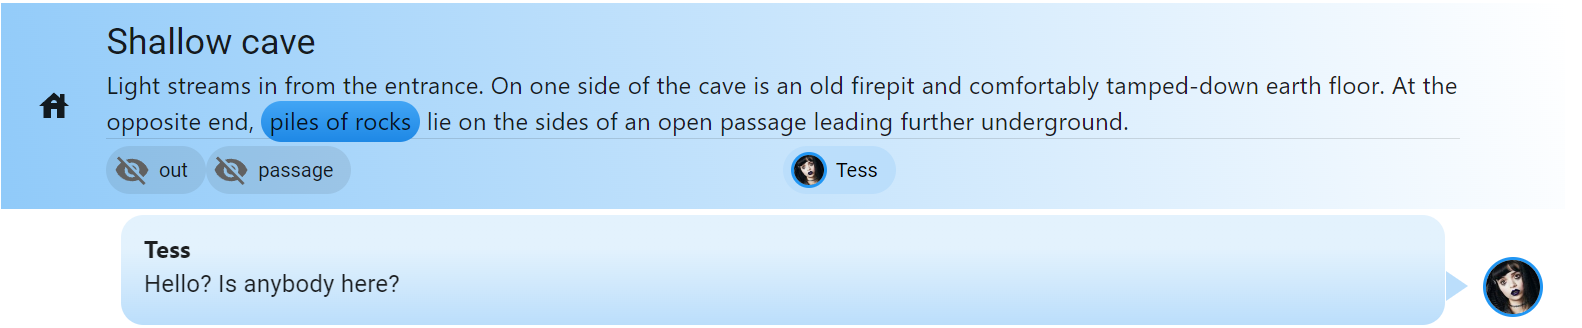 Shallow cave
Light streams in from the entrance. On one side of the cave is an old firepit and comfortably tamped-down earth floor. At the
opposite end, piles of rocks lie on the sides of an open passage leading further underground.
out passage Tess
Tess
Hello? Is anybody here?